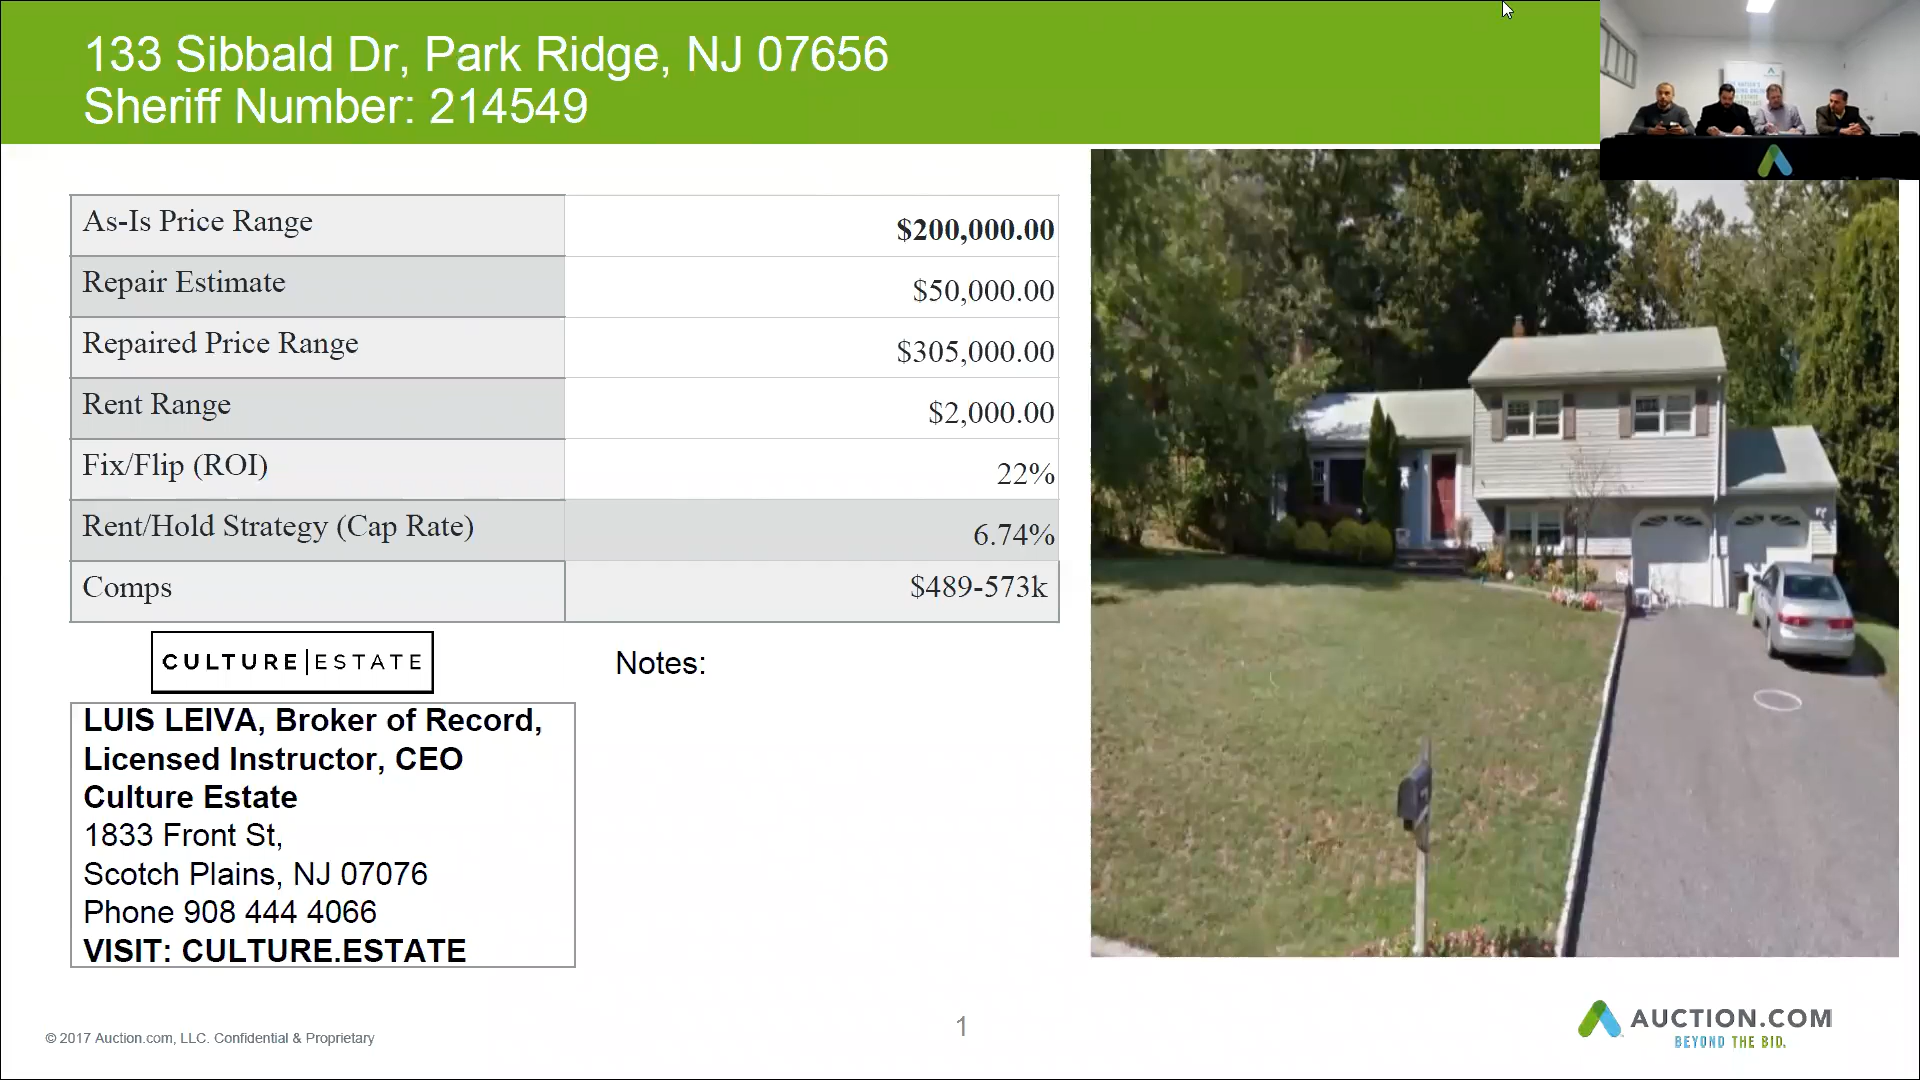 133 Sibbald Dr, Park Ridge, NJ 07656
Sheriff Number: 214549
As-Is Price Range $200,000.00
Repair Estimate $50,000.00
Repaired Price Range $305,000.00
Rent Range $2,000.00
Fix/Flip (ROI) 22%
Rent/Hold Strategy (Cap Rate) 6.74%
Comps $489-573k
CULTURE|ESTATE
Notes:
LUIS LEIVA, Broker of Record,
Licensed Instructor, CEO
Culture Estate
1833 Front St,
Scotch Plains, NJ 07076
Phone 908 444 4066
VISIT: CULTURE.ESTATE
© 2017 Auction.com, LLC. Confidential & Proprietary
1
AUCTION.COM
BEYOND THE BID.